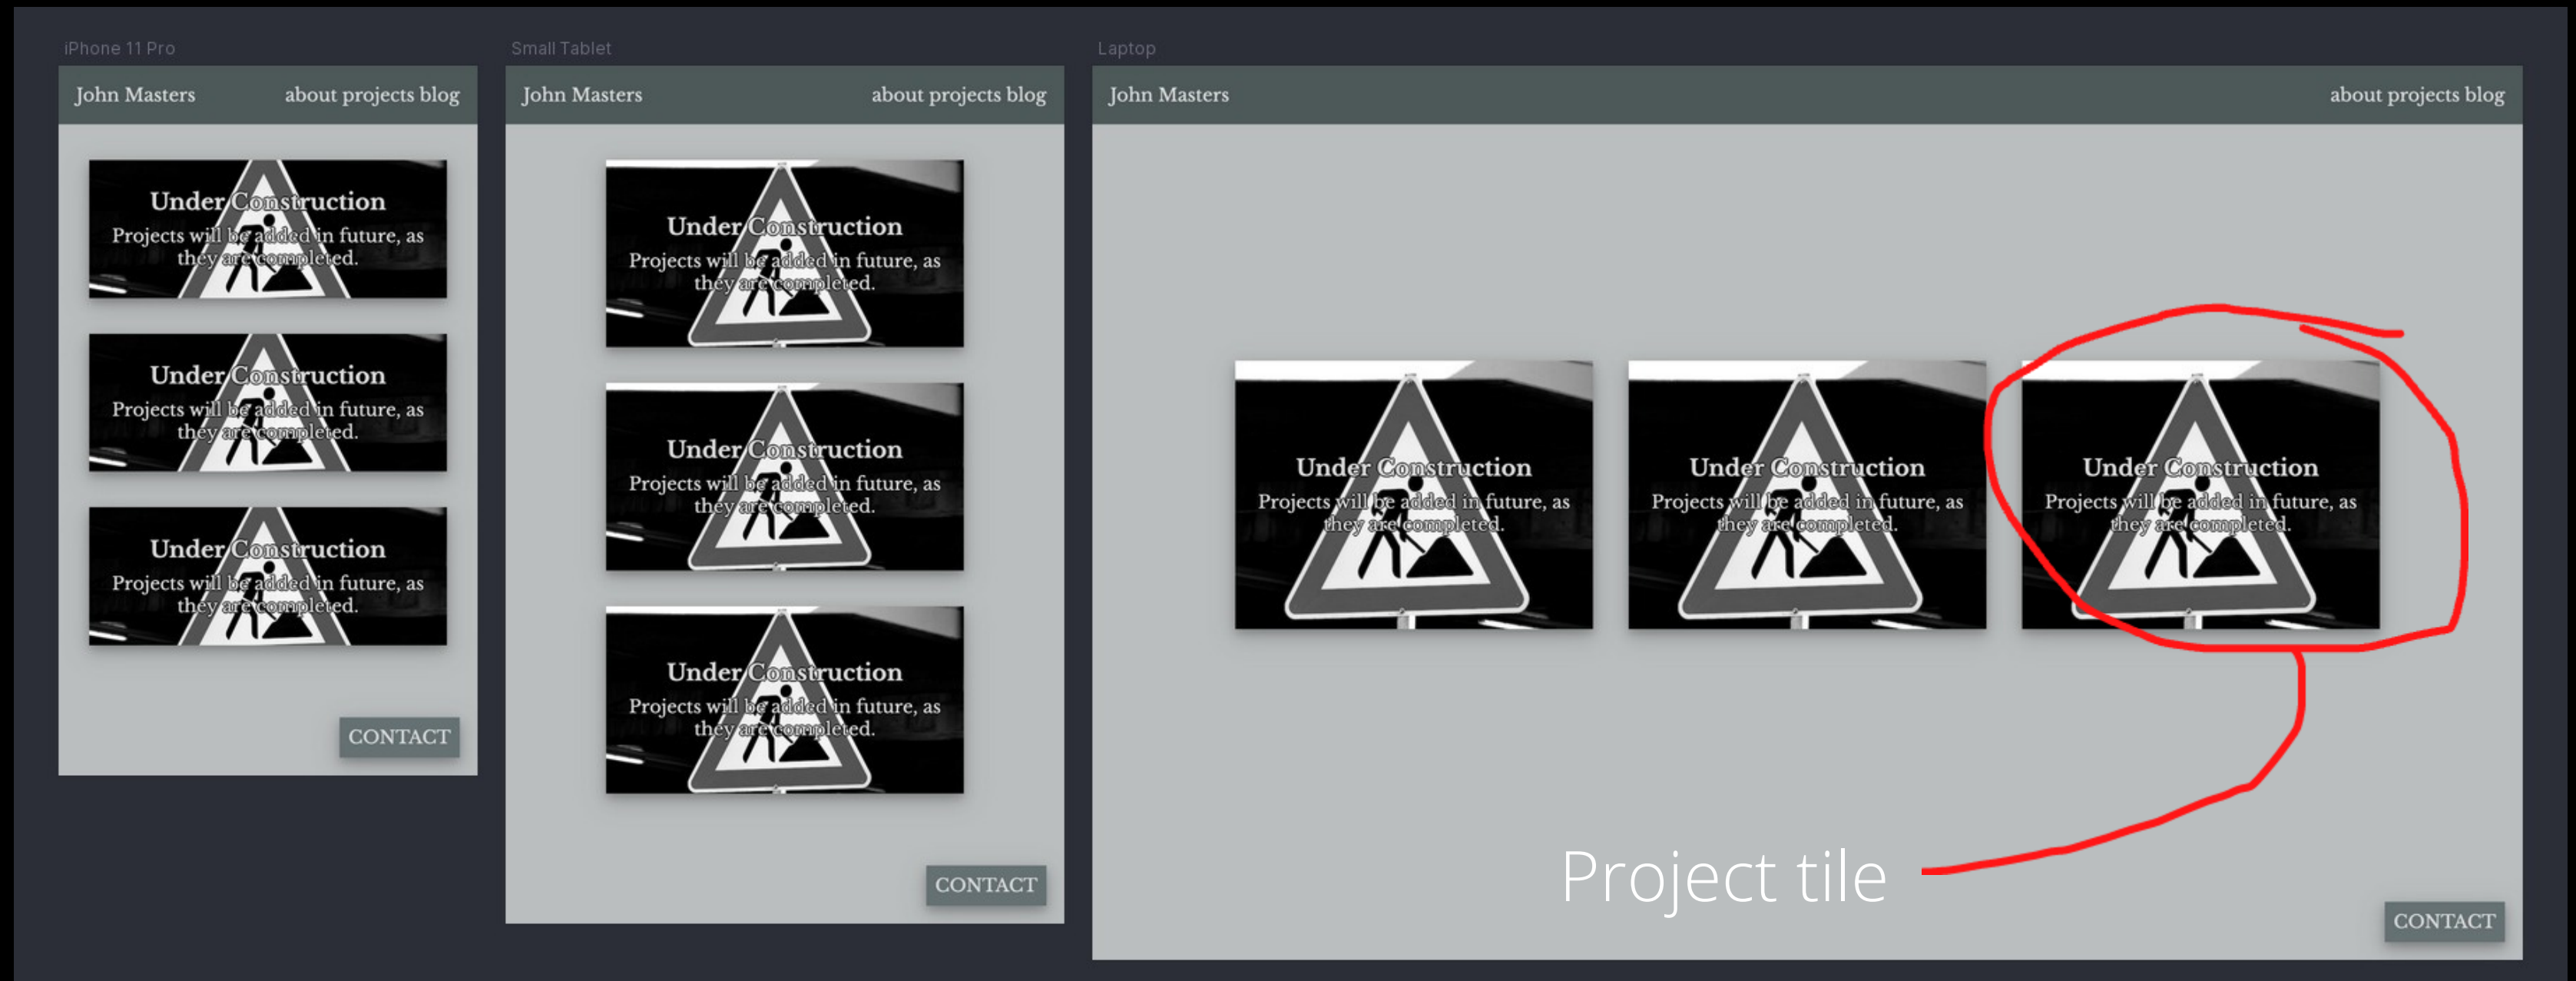 iPhone 11 Pro
John Masters about projects blog
Under Construction
Projects will be added in future, as
they are completed.
Under Construction
Projects will be added in future, as
they are completed.
Under Construction
Projects will be added in future, as
they are completed.
CONTACT
Small Tablet
John Masters about projects blog
Under Construction
Projects will be added in future, as
they are completed.
Under Construction
Projects will be added in future, as
they are completed.
Under Construction
Projects will be added in future, as
they are completed.
CONTACT
Laptop
John Masters about projects blog
Under Construction
Projects will be added in future, as
they are completed.
Under Construction
Projects will be added in future, as
they are completed.
Under Construction
Projects will be added in future, as
they are completed.
Project tile
CONTACT